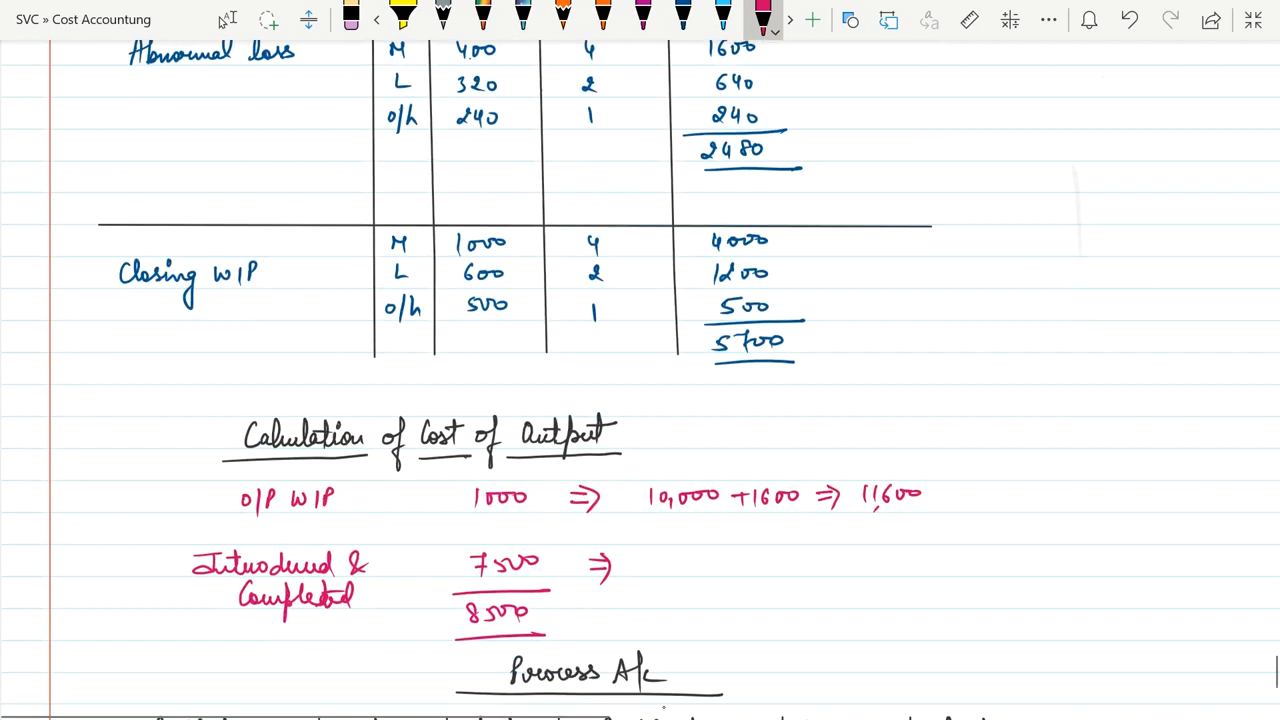 SVC » Cost Accountung
Abnormal loss M 400 4 1600
L 320 2 640
o/h 240 1 240
2480
M 1000 4 4000
Closing WIP L 600 2 1200
o/h 500 1 500
5700
Calculation of Cost of Output
O/P WIP 1000 ⇒ 10,000 + 1600 ⇒ 11,600
Introduced & 7500 ⇒
Completed
8500
Process A/c